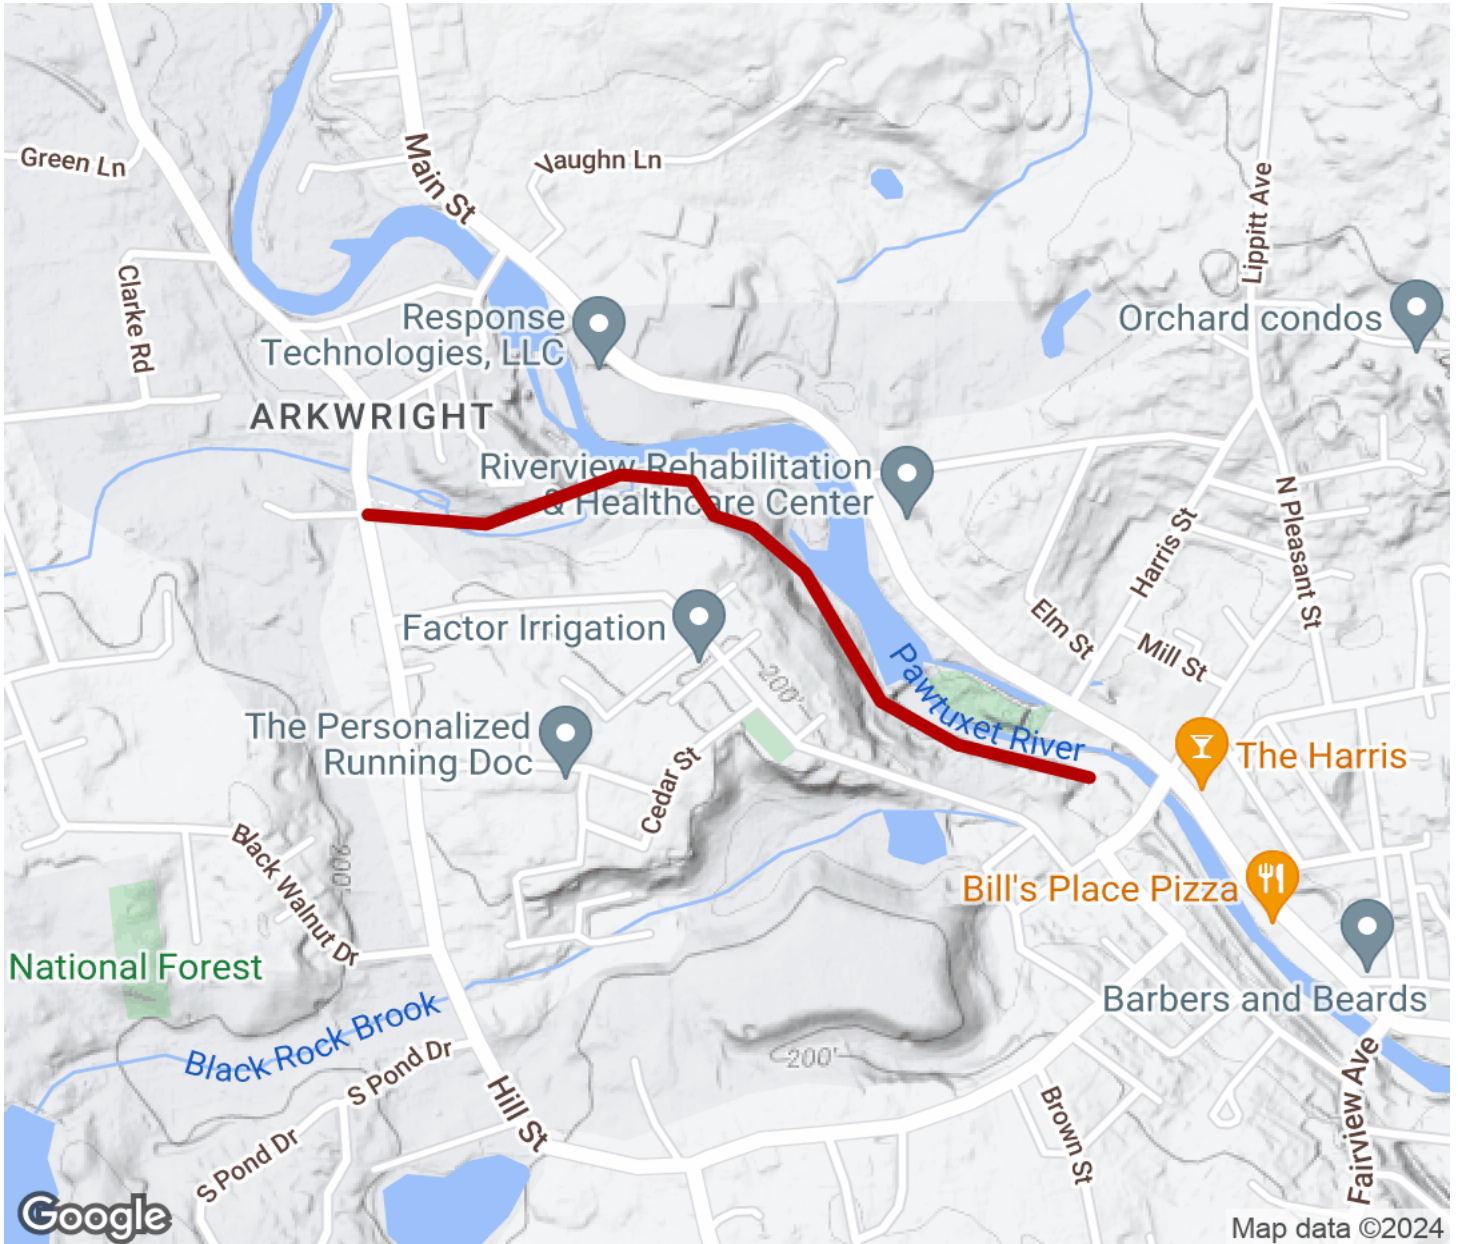 Green Ln
Main St
Vaughn Ln
Lippitt Ave
Clarke Rd
Response
Technologies, LLC
Orchard condos
ARKWRIGHT
Riverview Rehabilitation
& Healthcare Center
N Pleasant St
Harris St
Elm St
Mill St
Factor Irrigation
200'
Pawtuxet River
The Personalized
Running Doc
The Harris
Cedar St
200'
Black Walnut Dr
Bill's Place Pizza
National Forest
Barbers and Beards
Black Rock Brook
S Pond Dr
200'
Hill St
Brown St
Fairview Ave
S Pond Dr
Google
Map data ©2024